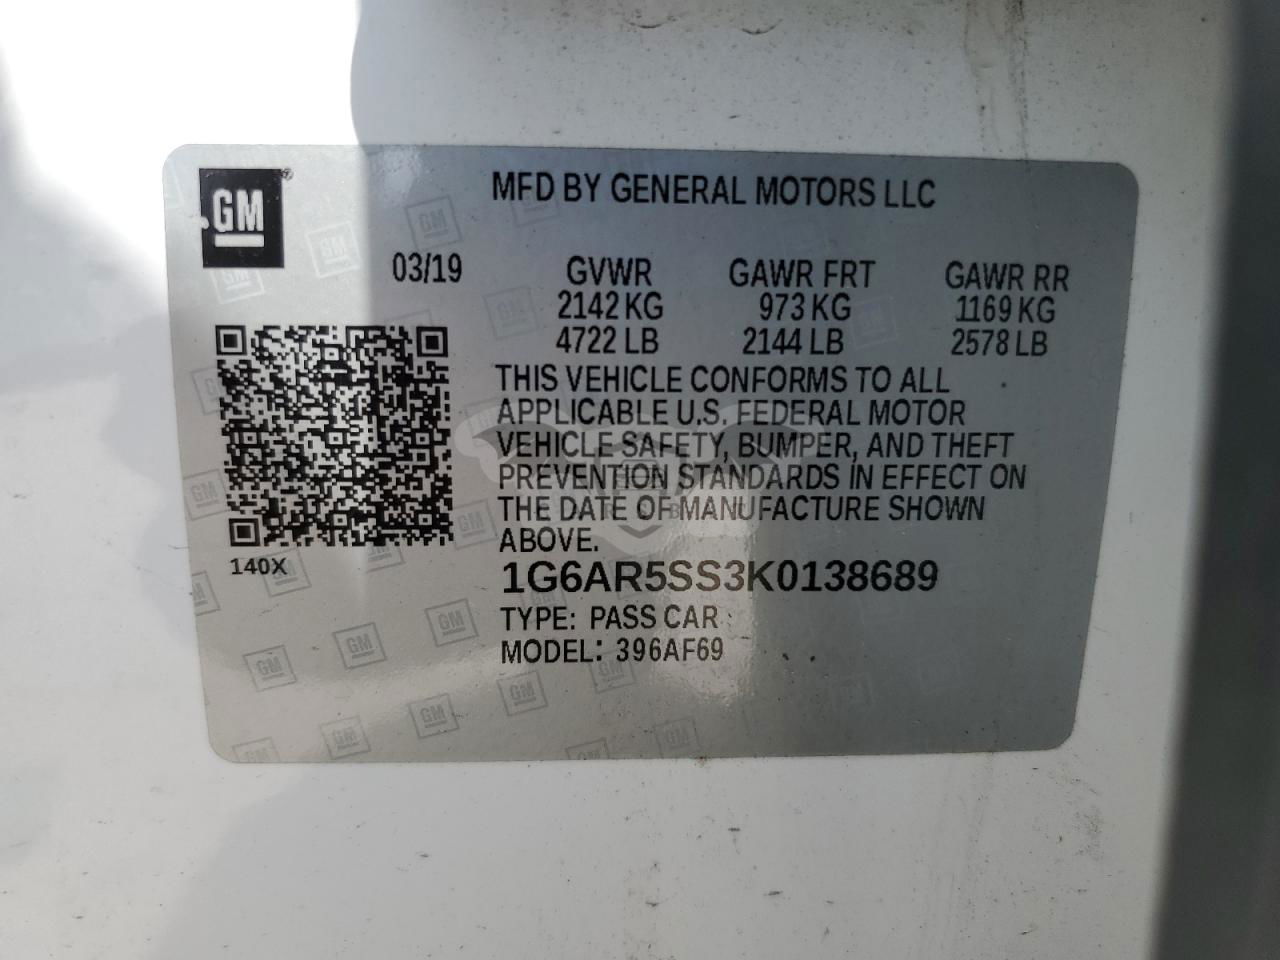 GM
MFD BY GENERAL MOTORS LLC
03/19 GVWR GAWR FRT GAWR RR
2142 KG 973 KG 1169 KG
4722 LB 2144 LB 2578 LB
THIS VEHICLE CONFORMS TO ALL
APPLICABLE U.S. FEDERAL MOTOR
VEHICLE SAFETY, BUMPER, AND THEFT
PREVENTION STANDARDS IN EFFECT ON
THE DATE OF MANUFACTURE SHOWN
ABOVE.
140X
1G6AR5SS3K0138689
TYPE: PASS CAR
MODEL: 396AF69